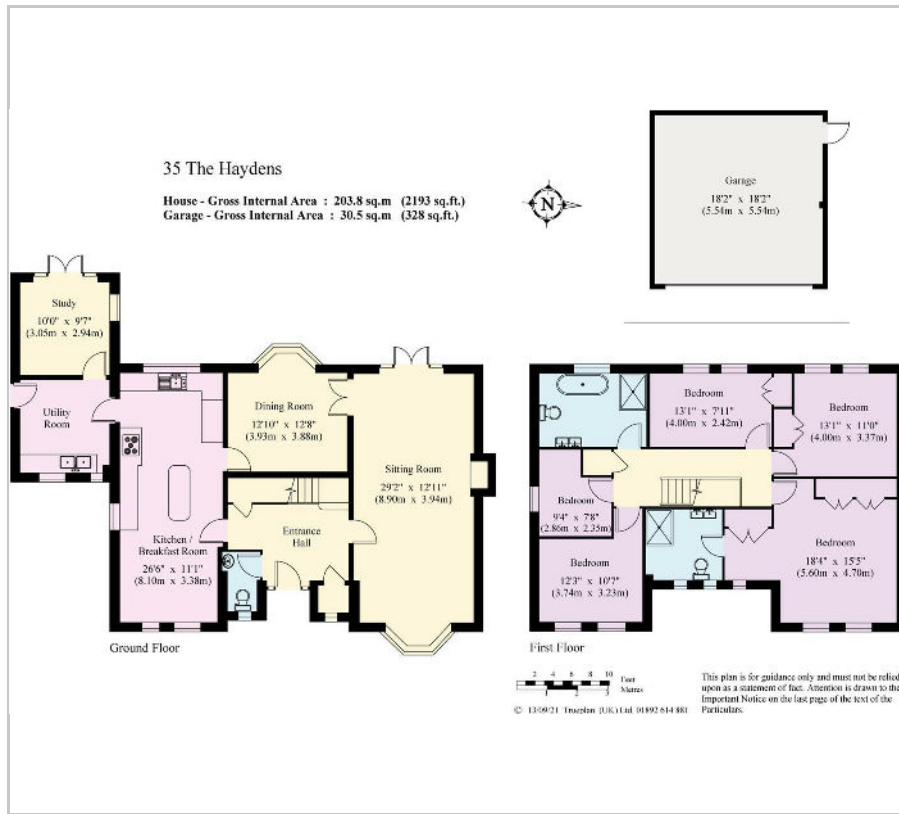 35 The Haydens
House - Gross Internal Area : 203.8 sq.m (2193 sq.ft.)
Garage - Gross Internal Area : 30.5 sq.m (328 sq.ft.)
N
Garage
18'2" x 18'2"
(5.54m x 5.54m)
Study
10'0" x 9'7"
(3.05m x 2.94m)
Utility
Room
Dining Room
12'10" x 12'8"
(3.93m x 3.88m)
Sitting Room
29'2" x 12'11"
(8.90m x 3.94m)
Entrance
Hall
Kitchen /
Breakfast Room
26'6" x 11'1"
(8.10m x 3.38m)
Ground Floor
Bedroom
13'1" x 7'11"
(4.00m x 2.42m)
Bedroom
13'1" x 11'0"
(4.00m x 3.37m)
Bedroom
9'4" x 7'8"
(2.86m x 2.35m)
Bedroom
18'4" x 15'5"
(5.60m x 4.70m)
Bedroom
12'3" x 10'7"
(3.74m x 3.23m)
First Floor
2 4 6 8 10 Feet
1 2 3 Metres
© 13/09/21 Trueplan (UK) Ltd. 01892 614 881
This plan is for guidance only and must not be relied
upon as a statement of fact. Attention is drawn to the
Important Notice on the last page of the text of the
Particulars.